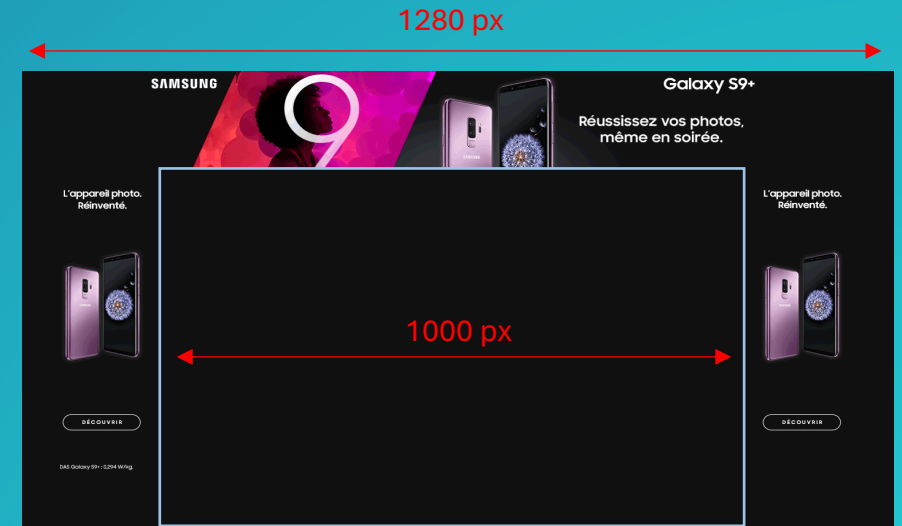 1280 px
SAMSUNG
9
Galaxy S9+
Réussissez vos photos,
même en soirée.
L'appareil photo.
Réinventé.
L'appareil photo.
Réinventé.
1000 px
DÉCOUVRIR
DÉCOUVRIR
DAS Galaxy S9+ : 0,294 W/kg.